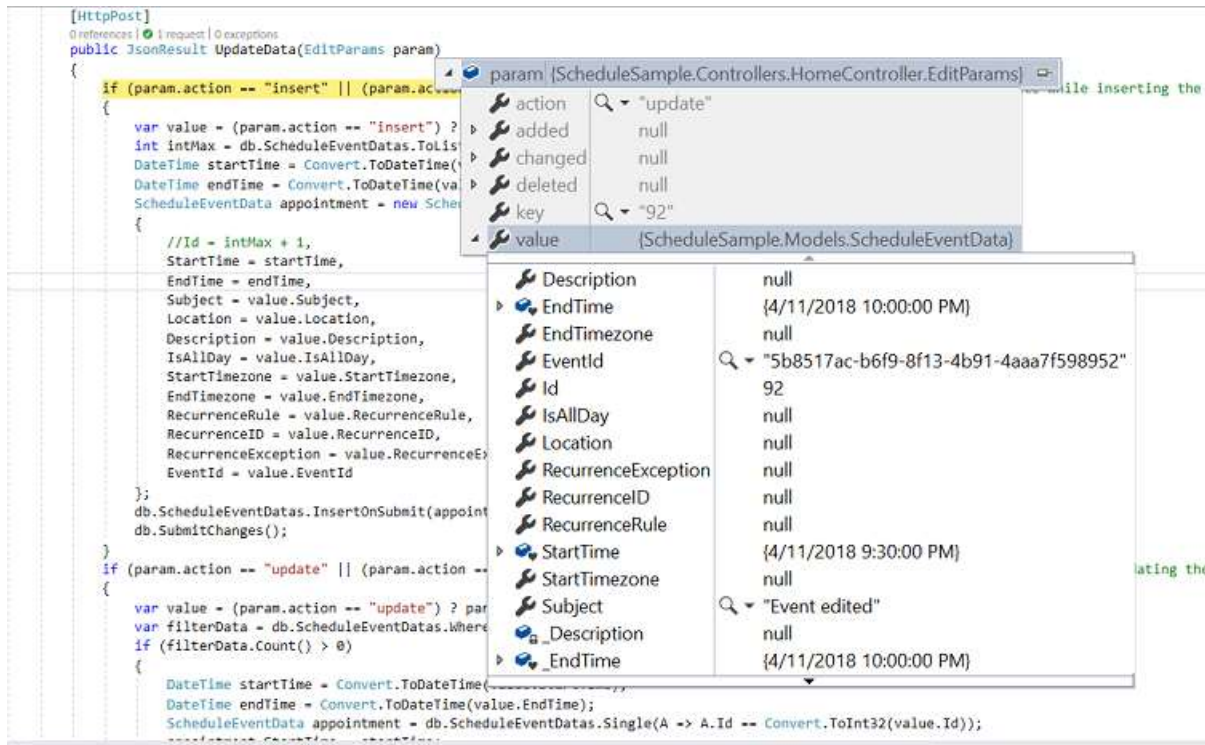 [HttpPost]
0 references | 1 request | 0 exceptions
public JsonResult UpdateData(EditParams param)
{
if (param.action == "insert" || (param.ac
while inserting the
{
var value = (param.action == "insert") ?
int intMax = db.ScheduleEventDatas.ToLis
DateTime startTime = Convert.ToDateTime(
DateTime endTime = Convert.ToDateTime(va
ScheduleEventData appointment = new Sche
{
//Id = intMax + 1,
StartTime = startTime,
EndTime = endTime,
Subject = value.Subject,
Location = value.Location,
Description = value.Description,
IsAllDay = value.IsAllDay,
StartTimezone = value.StartTimezone,
EndTimezone = value.EndTimezone,
RecurrenceRule = value.RecurrenceRule,
RecurrenceID = value.RecurrenceID,
RecurrenceException = value.RecurrenceE
EventId = value.EventId
};
db.ScheduleEventDatas.InsertOnSubmit(appoint
db.SubmitChanges();
}
if (param.action == "update" || (param.action ==
ating the
{
var value = (param.action == "update") ? par
var filterData = db.ScheduleEventDatas.Where
if (filterData.Count() > 0)
{
DateTime startTime = Convert.ToDateTime(
DateTime endTime = Convert.ToDateTime(value.EndTime);
ScheduleEventData appointment = db.ScheduleEventDatas.Single(A => A.Id == Convert.ToInt32(value.Id));
param {ScheduleSample.Controllers.HomeController.EditParams}
action "update"
added null
changed null
deleted null
key "92"
value {ScheduleSample.Models.ScheduleEventData}
Description null
EndTime {4/11/2018 10:00:00 PM}
EndTimezone null
EventId "5b8517ac-b6f9-8f13-4b91-4aaa7f598952"
Id 92
IsAllDay null
Location null
RecurrenceException null
RecurrenceID null
RecurrenceRule null
StartTime {4/11/2018 9:30:00 PM}
StartTimezone null
Subject "Event edited"
_Description null
_EndTime {4/11/2018 10:00:00 PM}